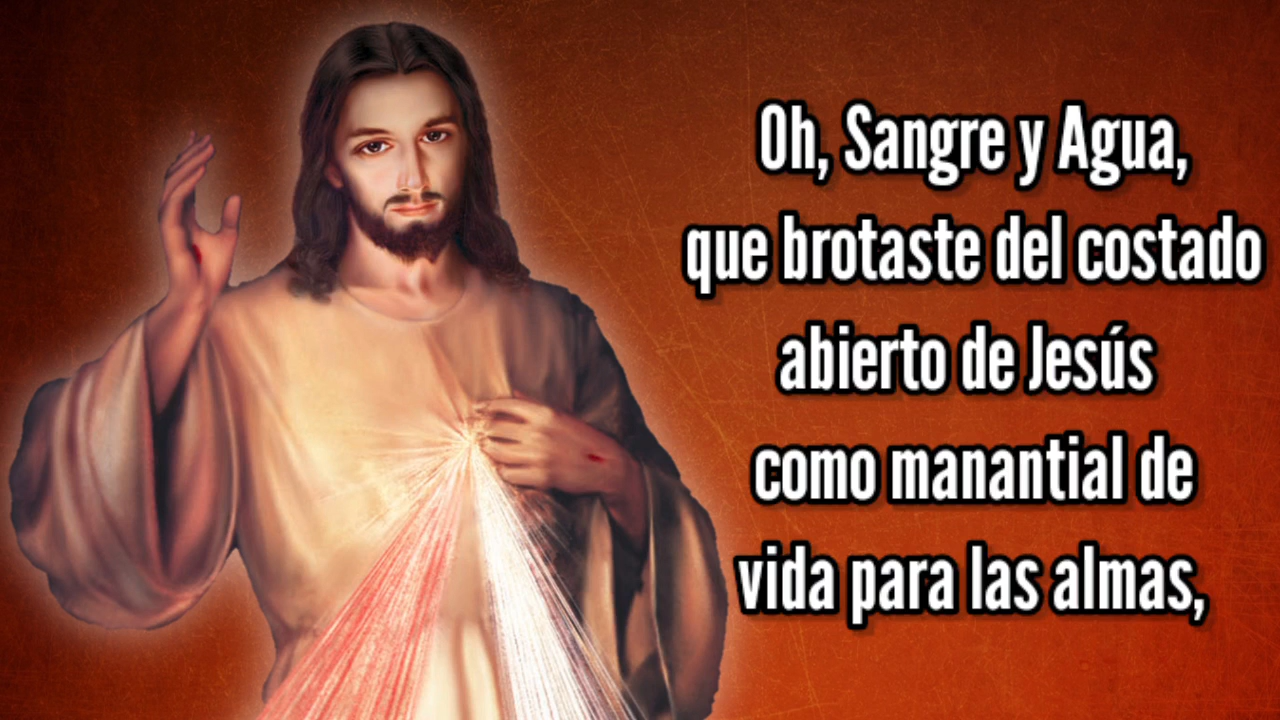 Oh, Sangre y Agua,
que brotaste del costado
abierto de Jesús
como manantial de
vida para las almas,